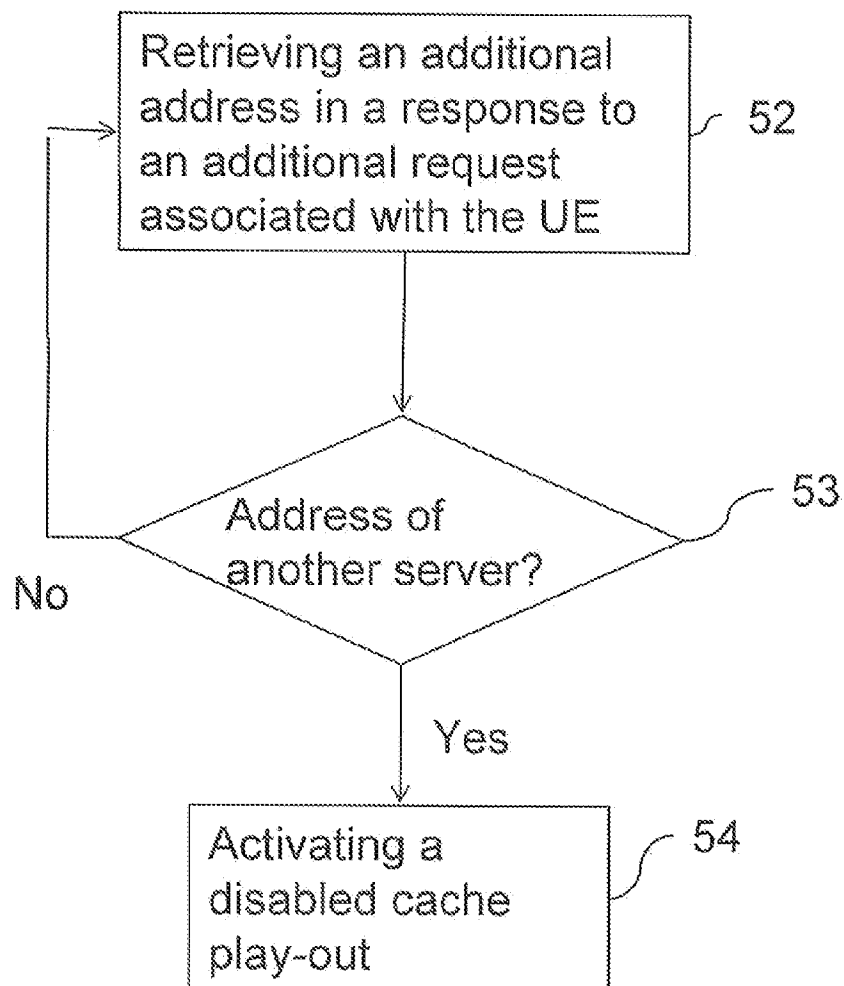 Retrieving an additional
address in a response to
an additional request
associated with the UE
52
Address of
another server?
53
No
Yes
Activating a
disabled cache
play-out
54